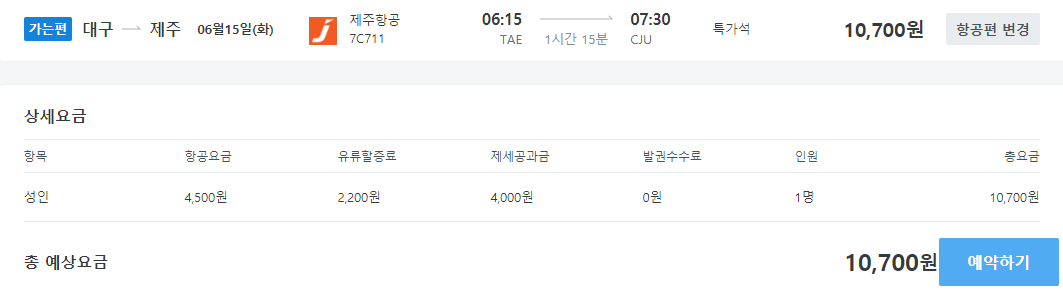 가는편 대구 제주 06월15일(화) 제주항공 7C711 06:15 TAE 1시간 15분 07:30 CJU 특가석 10,700원 항공편 변경
상세요금
항목 항공요금 유류할증료 제세공과금 발권수수료 인원 총요금
성인 4,500원 2,200원 4,000원 0원 1명 10,700원
총 예상요금 10,700원 예약하기